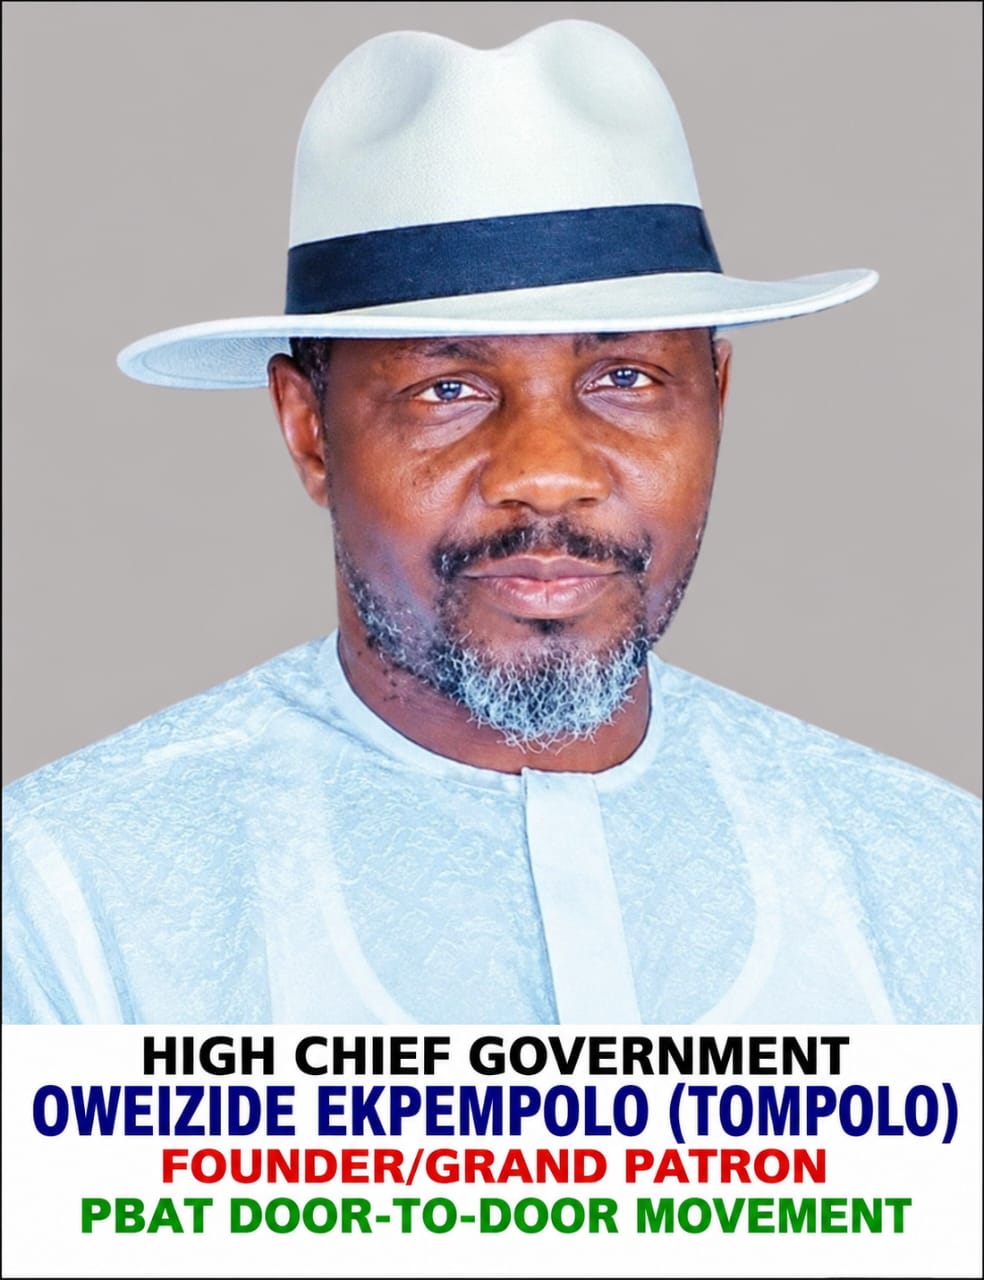 HIGH CHIEF GOVERNMENT
OWEIZIDE EKPEMPOLO (TOMPOLO)
FOUNDER/GRAND PATRON
PBAT DOOR-TO-DOOR MOVEMENT